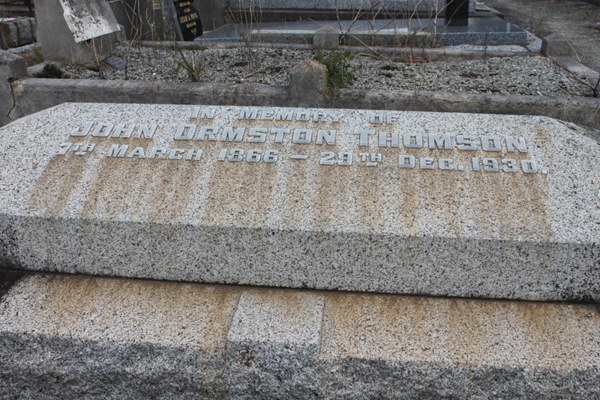 IN MEMORY OF
JOHN ORMSTON THOMSON
7TH MARCH 1866 – 29TH DEC. 1930.